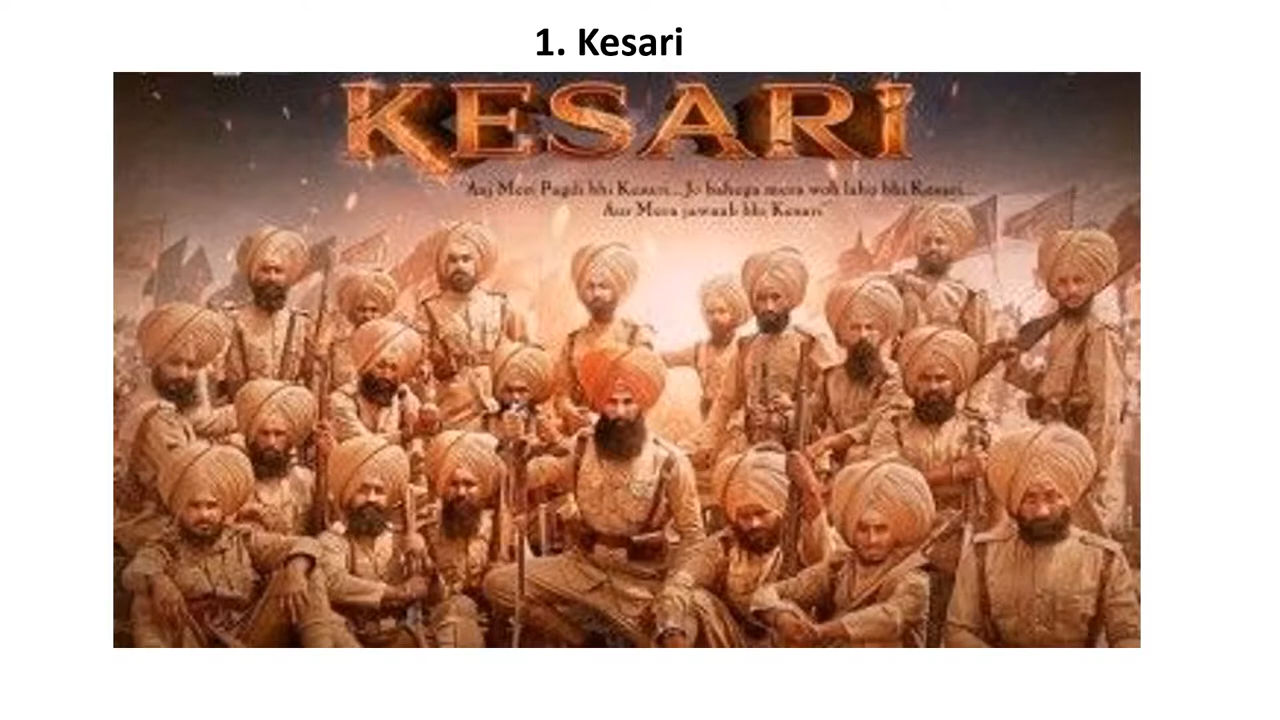 1. Kesari
KESARI
"Aaj Meri Pagdi bhi Kesari...Jo bahega mera woh lahu bhi Kesari...
Aur Mera jawaab bhi Kesari"